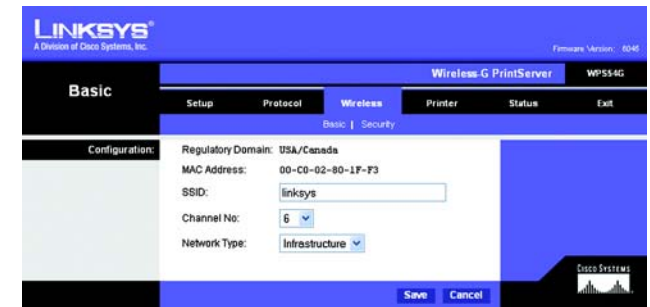 LINKSYS®
A Division of Cisco Systems, Inc.
Firmware Version: 6045
Wireless-G PrintServer WPS54G
Basic
Setup Protocol Wireless Printer Status Exit
Basic | Security
Configuration:
Regulatory Domain: USA/Canada
MAC Address: 00-C0-02-80-1F-F3
SSID: linksys
Channel No: 6
Network Type: Infrastructure
CISCO SYSTEMS
Save Cancel